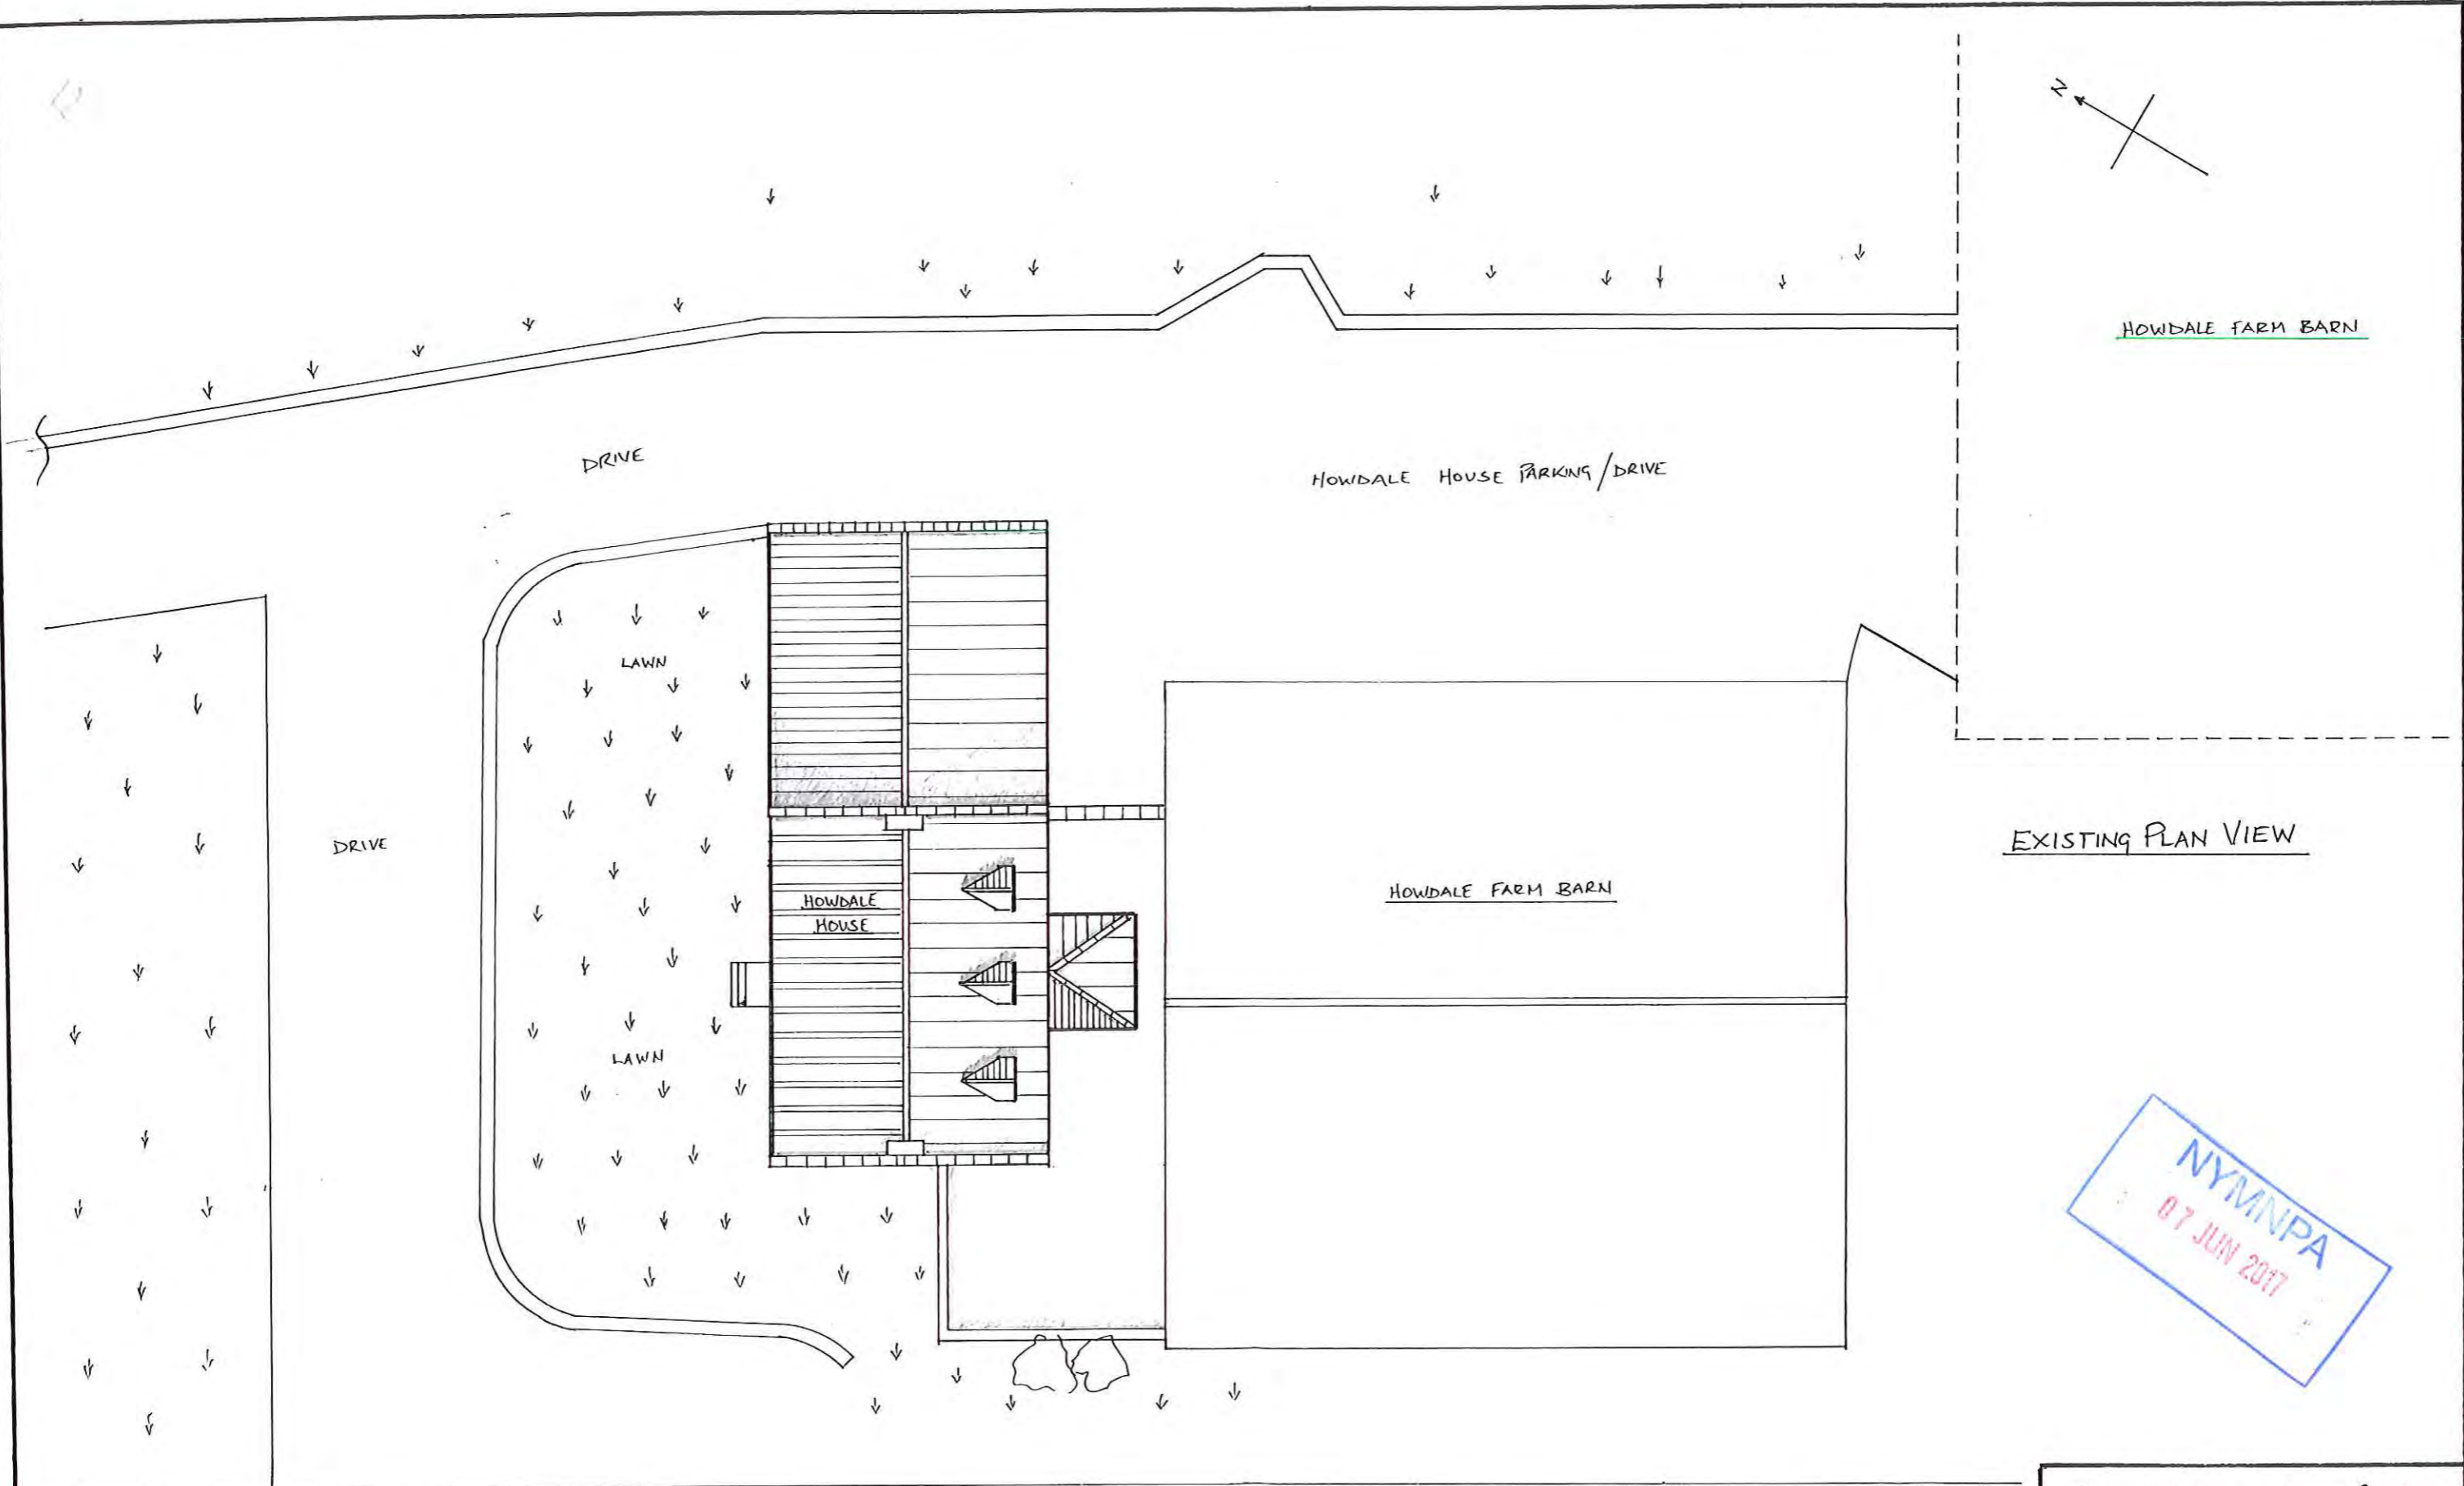 N
HOWDALE FARM BARN
DRIVE
HOWDALE HOUSE PARKING/DRIVE
LAWN
DRIVE
EXISTING PLAN VIEW
HOWDALE
HOUSE
HOWDALE FARM BARN
LAWN
NYMNPA
07 JUN 2017